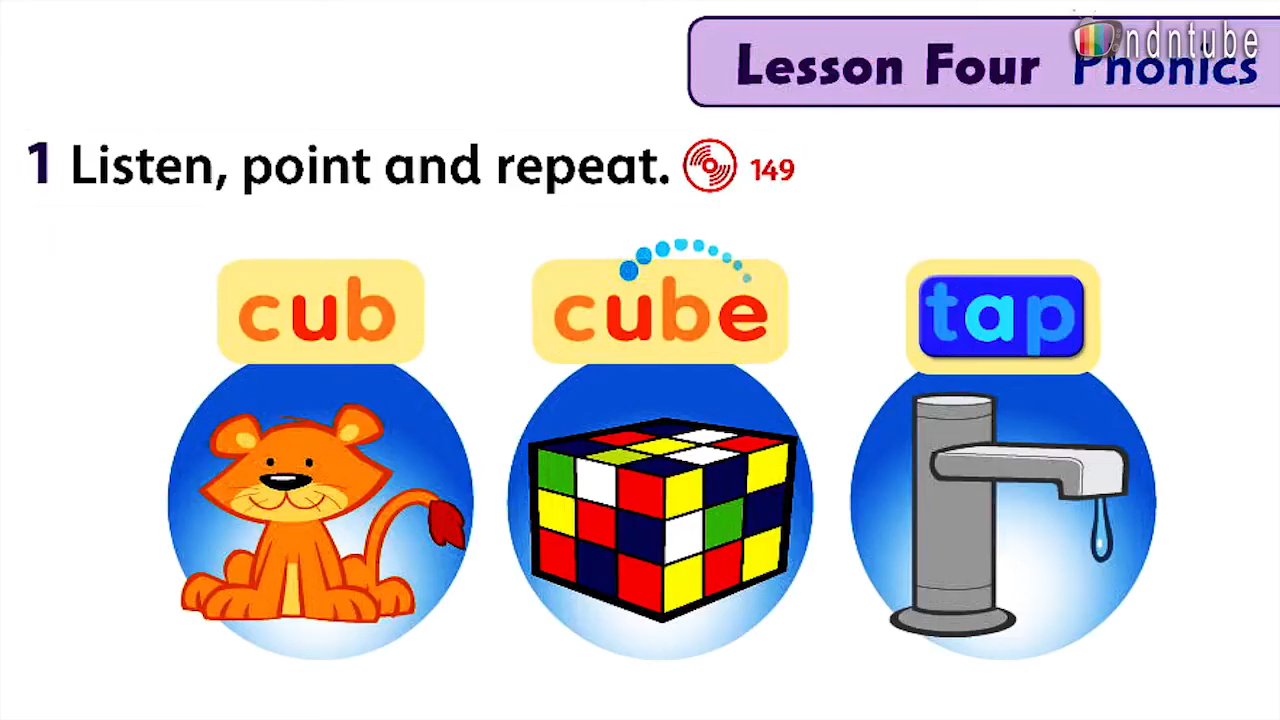 ndntube
Lesson Four Phonics
1 Listen, point and repeat. 149
cub cube tap